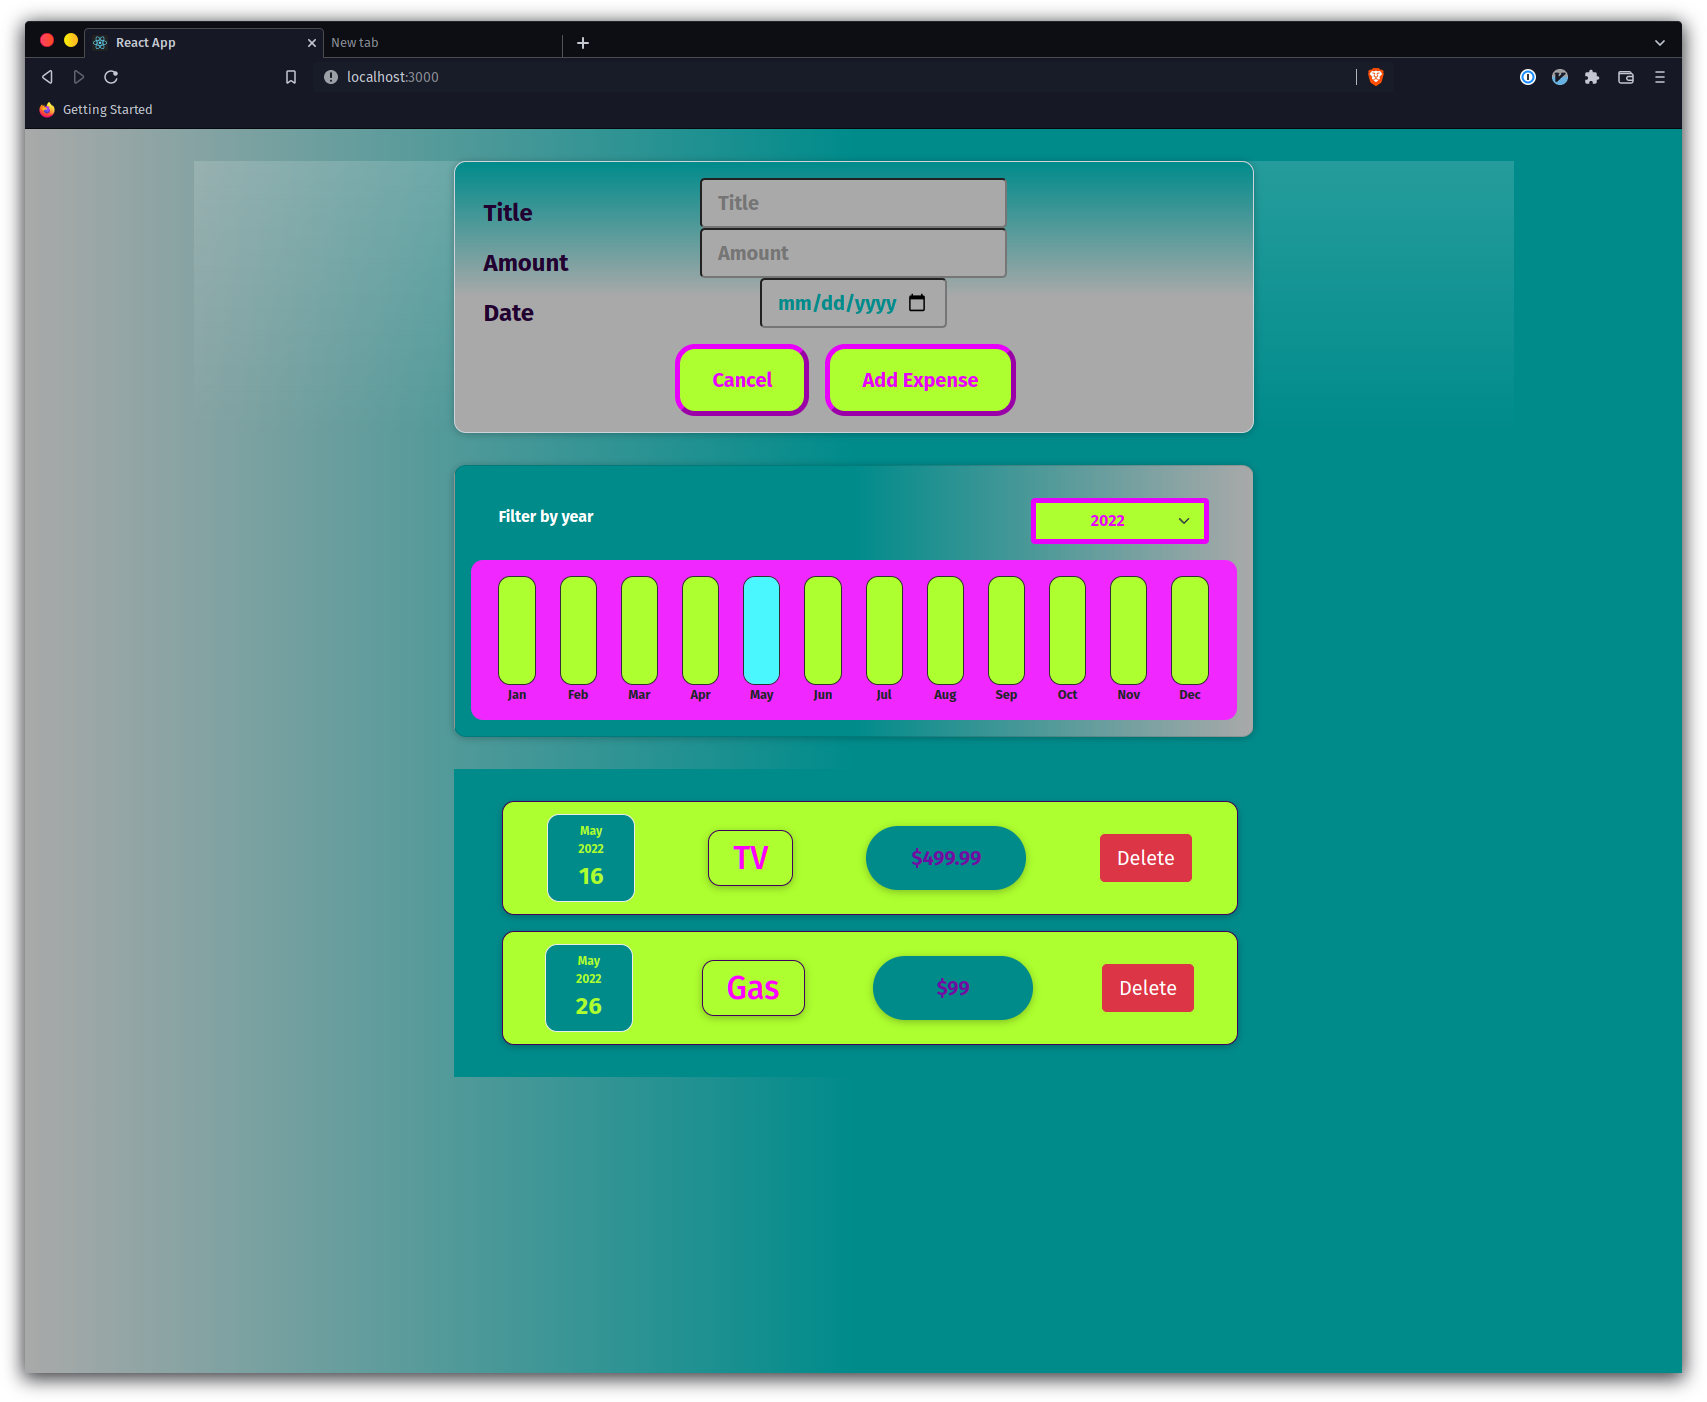 React App
New tab
localhost:3000
Getting Started
Title
Title
Amount
Amount
Date
mm/dd/yyyy
Cancel
Add Expense
Filter by year
2022
Jan Feb Mar Apr May Jun Jul Aug Sep Oct Nov Dec
May
2022
16
TV
$499.99
Delete
May
2022
26
Gas
$99
Delete